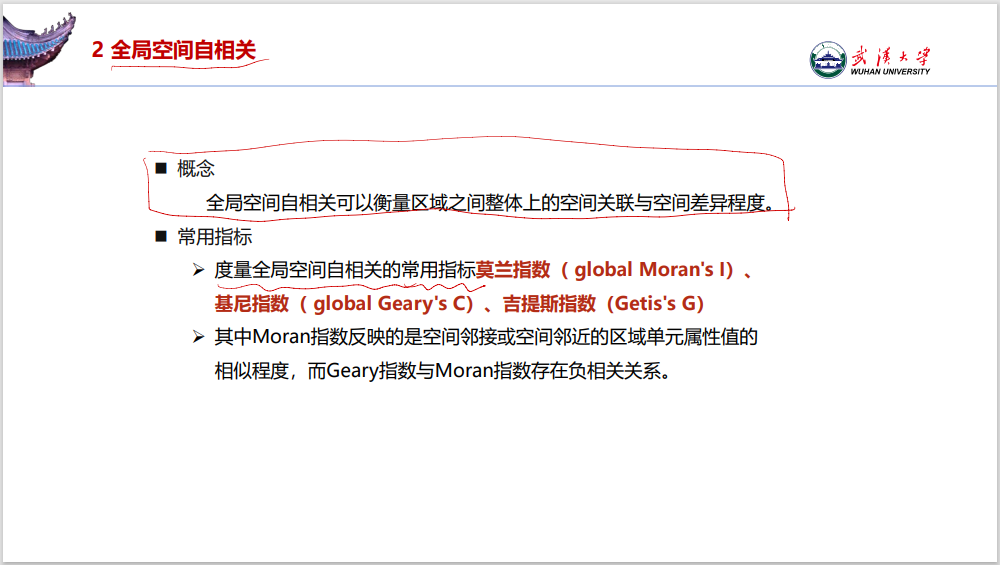 2 全局空间自相关
武汉大学
WUHAN UNIVERSITY
■ 概念
全局空间自相关可以衡量区域之间整体上的空间关联与空间差异程度。
■ 常用指标
➢ 度量全局空间自相关的常用指标莫兰指数（ global Moran's I）、
基尼指数（ global Geary's C）、吉提斯指数（Getis's G）
➢ 其中Moran指数反映的是空间邻接或空间邻近的区域单元属性值的
相似程度，而Geary指数与Moran指数存在负相关关系。